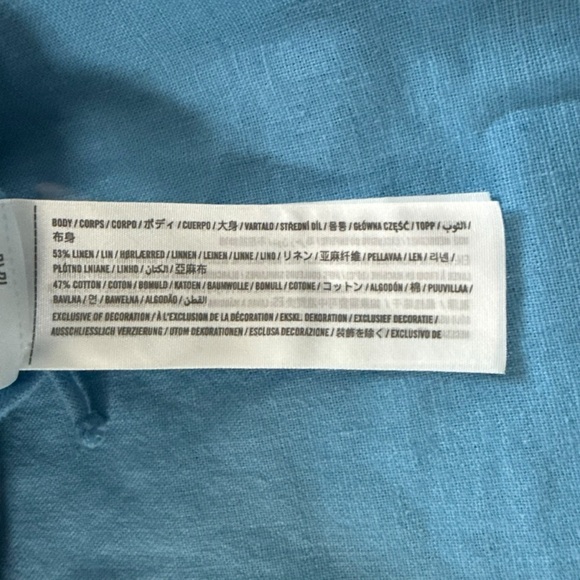 BODY / CORPS / CORPO / ボディ / CUERPO / 大身 / VARTALO / STŘEDNÍ DÍL / 몸통 / GŁÓWNA CZĘŚĆ / TOPP / الثوب /
布身
53% LINEN / LIN / HØRLÆRRED / LINNEN / LEINEN / LINNE / LINO / リネン / 亚麻纤维 / PELLAVAA / LEN / 리넨 /
PŁÓTNO LNIANE / LINHO / الكتان / 亞麻布
47% COTTON / COTON / BOMULD / KATOEN / BAUMWOLLE / BOMULL / COTONE / コットン / ALGODÓN / 棉 / PUUVILLAA /
BAVLNA / 면 / BAWEŁNA / ALGODÃO / القطن
EXCLUSIVE OF DECORATION / À L'EXCLUSION DE LA DÉCORATION / EKSKL. DEKORATION / EXCLUSIEF DECORATIE /
AUSSCHLIESSLICH VERZIERUNG / UTOM DEKORATIONEN / ESCLUSA DECORAZIONE / 装飾を除く / EXCLUSIVO DE